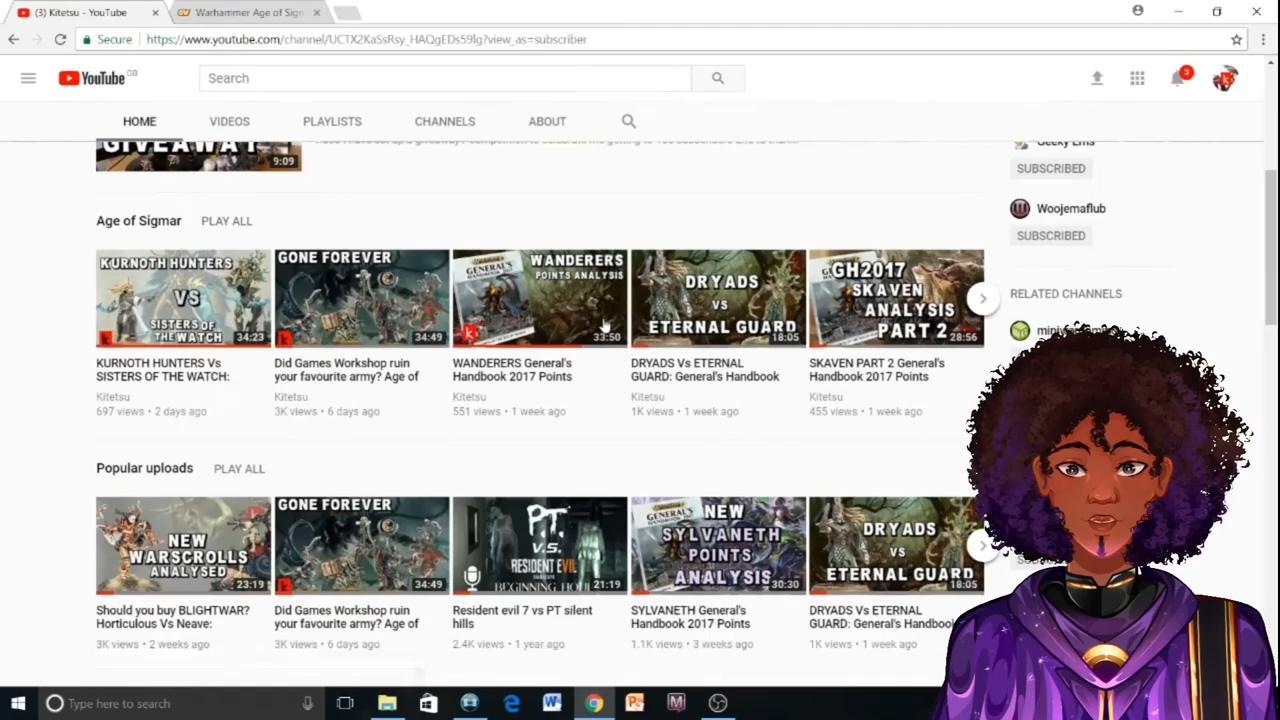 (3) Kitetsu - YouTube
Warhammer Age of Sigm
Secure
https://www.youtube.com/channel/UCTX2KaSsRsy_HAQgEDs59lg?view_as=subscriber
YouTube GB
Search
3
HOME VIDEOS PLAYLISTS CHANNELS ABOUT
GIVEAWAY
9:09
Geeky Ems
SUBSCRIBED
Woojemaflub
SUBSCRIBED
RELATED CHANNELS
Age of Sigmar PLAY ALL
KURNOTH HUNTERS
VS
SISTERS OF
THE WATCH
34:23
KURNOTH HUNTERS Vs
SISTERS OF THE WATCH:
Kitetsu
697 views • 2 days ago
GONE FOREVER
34:49
Did Games Workshop ruin
your favourite army? Age of
Kitetsu
3K views • 6 days ago
GENERAL'S
HANDBOOK
WANDERERS
POINTS ANALYSIS
33:50
WANDERERS General's
Handbook 2017 Points
Kitetsu
551 views • 1 week ago
DRYADS
VS
ETERNAL GUARD
18:05
DRYADS Vs ETERNAL
GUARD: General's Handbook
Kitetsu
1K views • 1 week ago
GH2017
SKAVEN
ANALYSIS
PART 2
28:56
SKAVEN PART 2 General's
Handbook 2017 Points
Kitetsu
455 views • 1 week ago
Popular uploads PLAY ALL
NEW
WARSCROLLS
ANALYSED
23:19
Should you buy BLIGHTWAR?
Horticulous Vs Neave:
3K views • 2 weeks ago
GONE FOREVER
34:49
Did Games Workshop ruin
your favourite army? Age of
3K views • 6 days ago
P.T.
V.S.
RESIDENT EVIL
BEGINNING HOUR
21:19
Resident evil 7 vs PT silent
hills
2.4K views • 1 year ago
NEW
SYLVANETH
POINTS
ANALYSIS
30:30
SYLVANETH General's
Handbook 2017 Points
1.1K views • 3 weeks ago
DRYADS
VS
ETERNAL GUARD
18:05
DRYADS Vs ETERNAL
GUARD: General's Handbook
1K views • 1 week ago
Type here to search